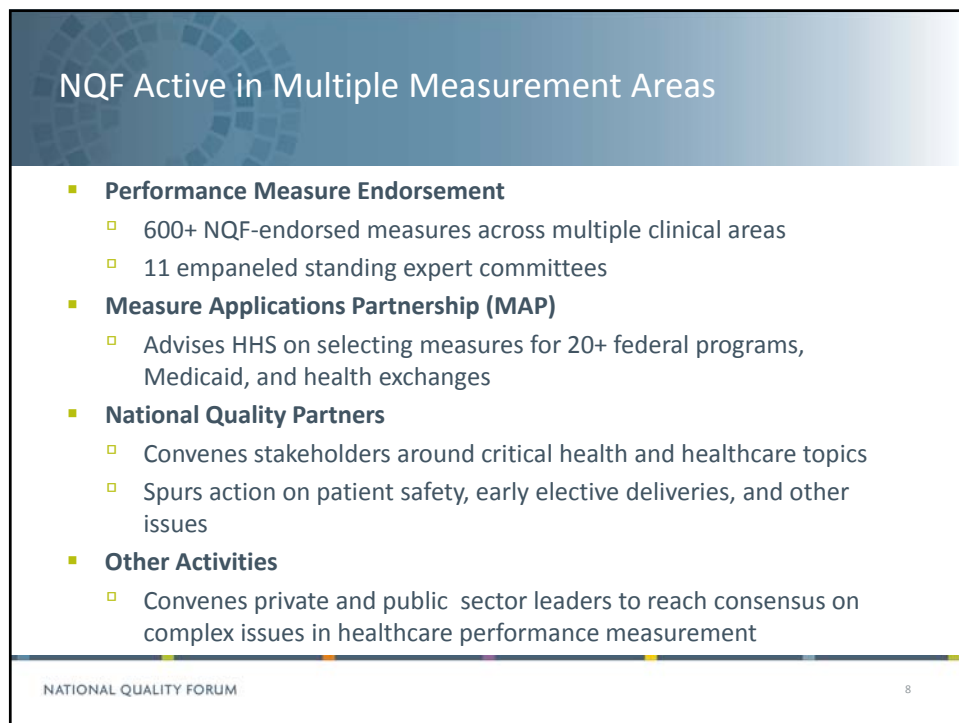 NQF Active in Multiple Measurement Areas
▪ Performance Measure Endorsement
▫ 600+ NQF-endorsed measures across multiple clinical areas
▫ 11 empaneled standing expert committees
▪ Measure Applications Partnership (MAP)
▫ Advises HHS on selecting measures for 20+ federal programs,
Medicaid, and health exchanges
▪ National Quality Partners
▫ Convenes stakeholders around critical health and healthcare topics
▫ Spurs action on patient safety, early elective deliveries, and other
issues
▪ Other Activities
▫ Convenes private and public  sector leaders to reach consensus on
complex issues in healthcare performance measurement
NATIONAL QUALITY FORUM
8